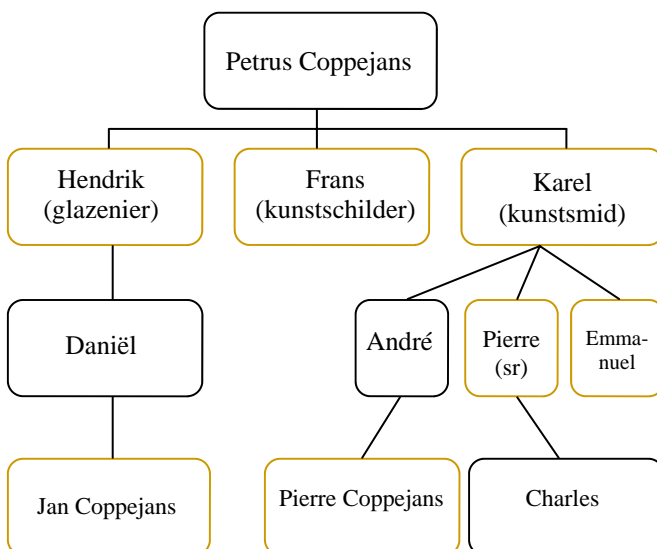 Petrus Coppejans
Hendrik
(glazenier)
Frans
(kunstschilder)
Karel
(kunstsmid)
Daniël
André
Pierre
(sr)
Emma-
nuel
Jan Coppejans
Pierre Coppejans
Charles